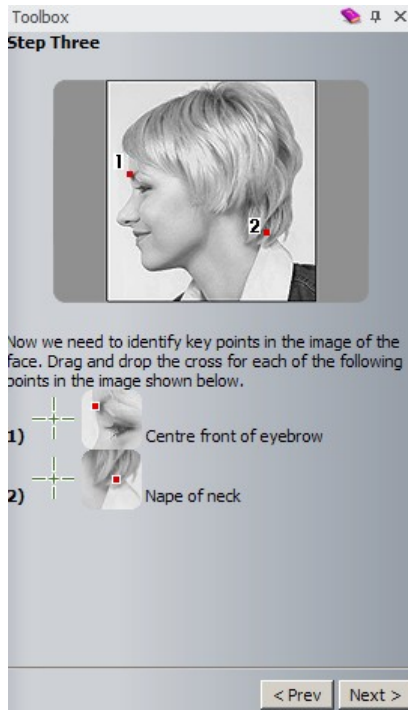 Toolbox
Step Three
1
2
Now we need to identify key points in the image of the
face. Drag and drop the cross for each of the following
points in the image shown below.
1) Centre front of eyebrow
2) Nape of neck
< Prev Next >